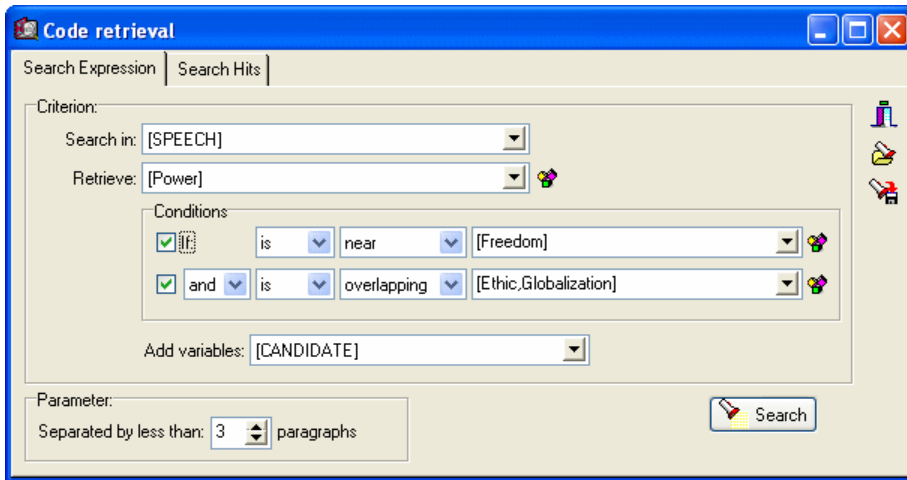 Code retrieval
Search Expression Search Hits
Criterion:
Search in: [SPEECH]
Retrieve: [Power]
Conditions
If is near [Freedom]
and is overlapping [Ethic,Globalization]
Add variables: [CANDIDATE]
Parameter:
Separated by less than: 3 paragraphs
Search